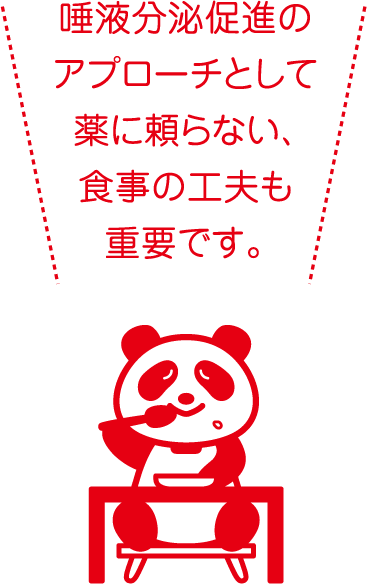 唾液分泌促進の
アプローチとして
薬に頼らない、
食事の工夫も
重要です。